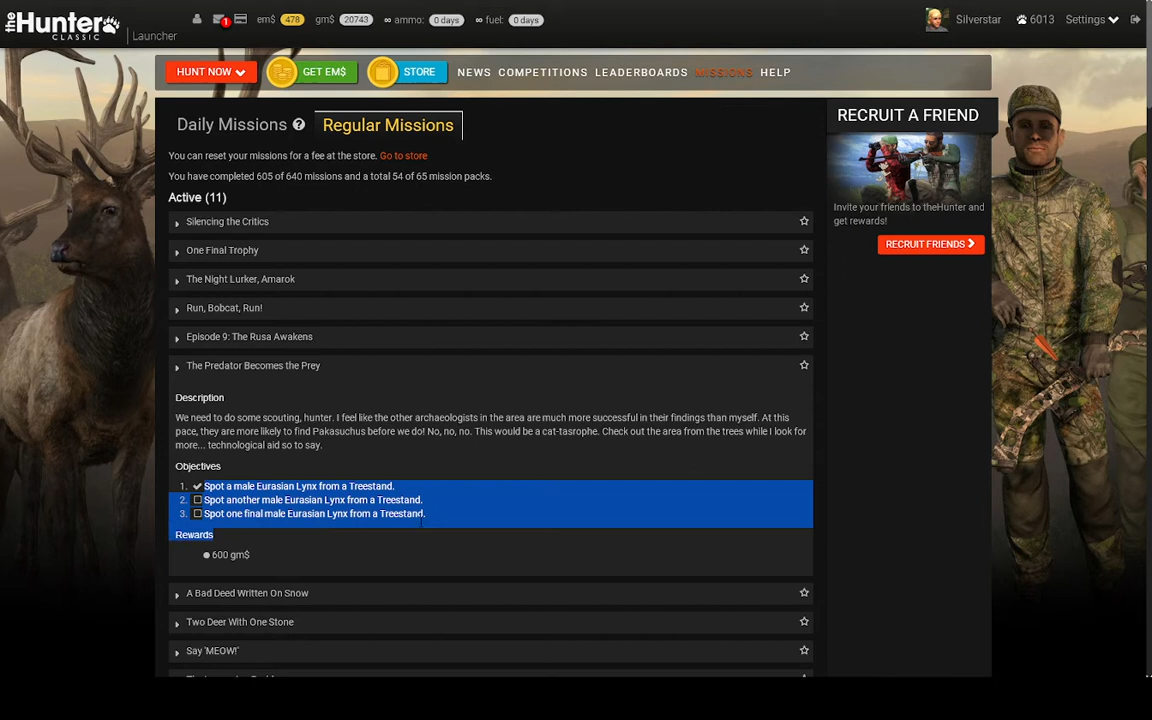 theHunter
CLASSIC
Launcher
1
em$ 478
gm$ 20743
∞ ammo: 0 days
∞ fuel: 0 days
Silverstar
6013
Settings
HUNT NOW
GET EM$
STORE
NEWS COMPETITIONS LEADERBOARDS MISSIONS HELP
Daily Missions ?
Regular Missions
You can reset your missions for a fee at the store. Go to store
You have completed 605 of 640 missions and a total 54 of 65 mission packs.
Active (11)
Silencing the Critics
One Final Trophy
The Night Lurker, Amarok
Run, Bobcat, Run!
Episode 9: The Rusa Awakens
The Predator Becomes the Prey
Description
We need to do some scouting, hunter. I feel like the other archaeologists in the area are much more successful in their findings than myself. At this
pace, they are more likely to find Pakasuchus before we do! No, no, no. This would be a cat-tasrophe. Check out the area from the trees while I look for
more... technological aid so to say.
Objectives
1. Spot a male Eurasian Lynx from a Treestand.
2. Spot another male Eurasian Lynx from a Treestand.
3. Spot one final male Eurasian Lynx from a Treestand.
Rewards
600 gm$
A Bad Deed Written On Snow
Two Deer With One Stone
Say 'MEOW!'
RECRUIT A FRIEND
Invite your friends to theHunter and
get rewards!
RECRUIT FRIENDS